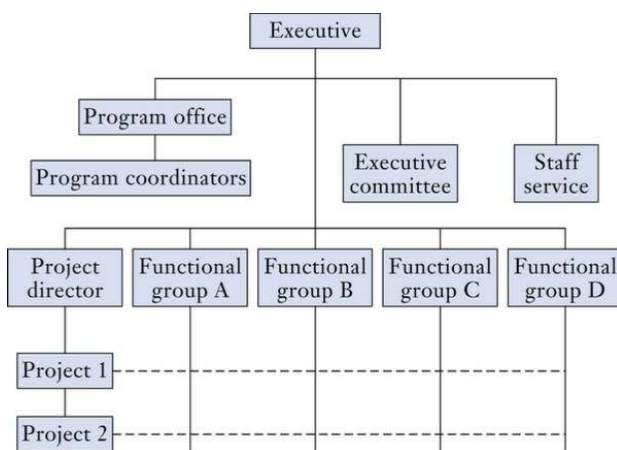 Executive
Program office
Program coordinators
Executive
committee
Staff
service
Project
director
Functional
group A
Functional
group B
Functional
group C
Functional
group D
Project 1
Project 2